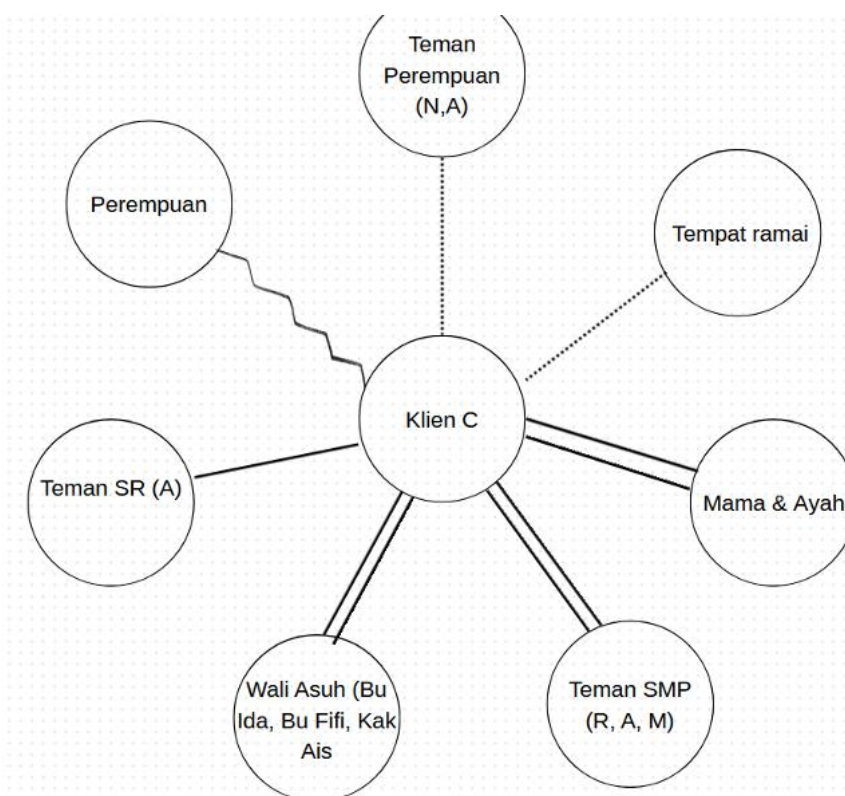 Teman
Perempuan
(N,A)
Perempuan
Tempat ramai
Klien C
Teman SR (A)
Mama & Ayah
Wali Asuh (Bu
Ida, Bu Fifi, Kak
Ais
Teman SMP
(R, A, M)